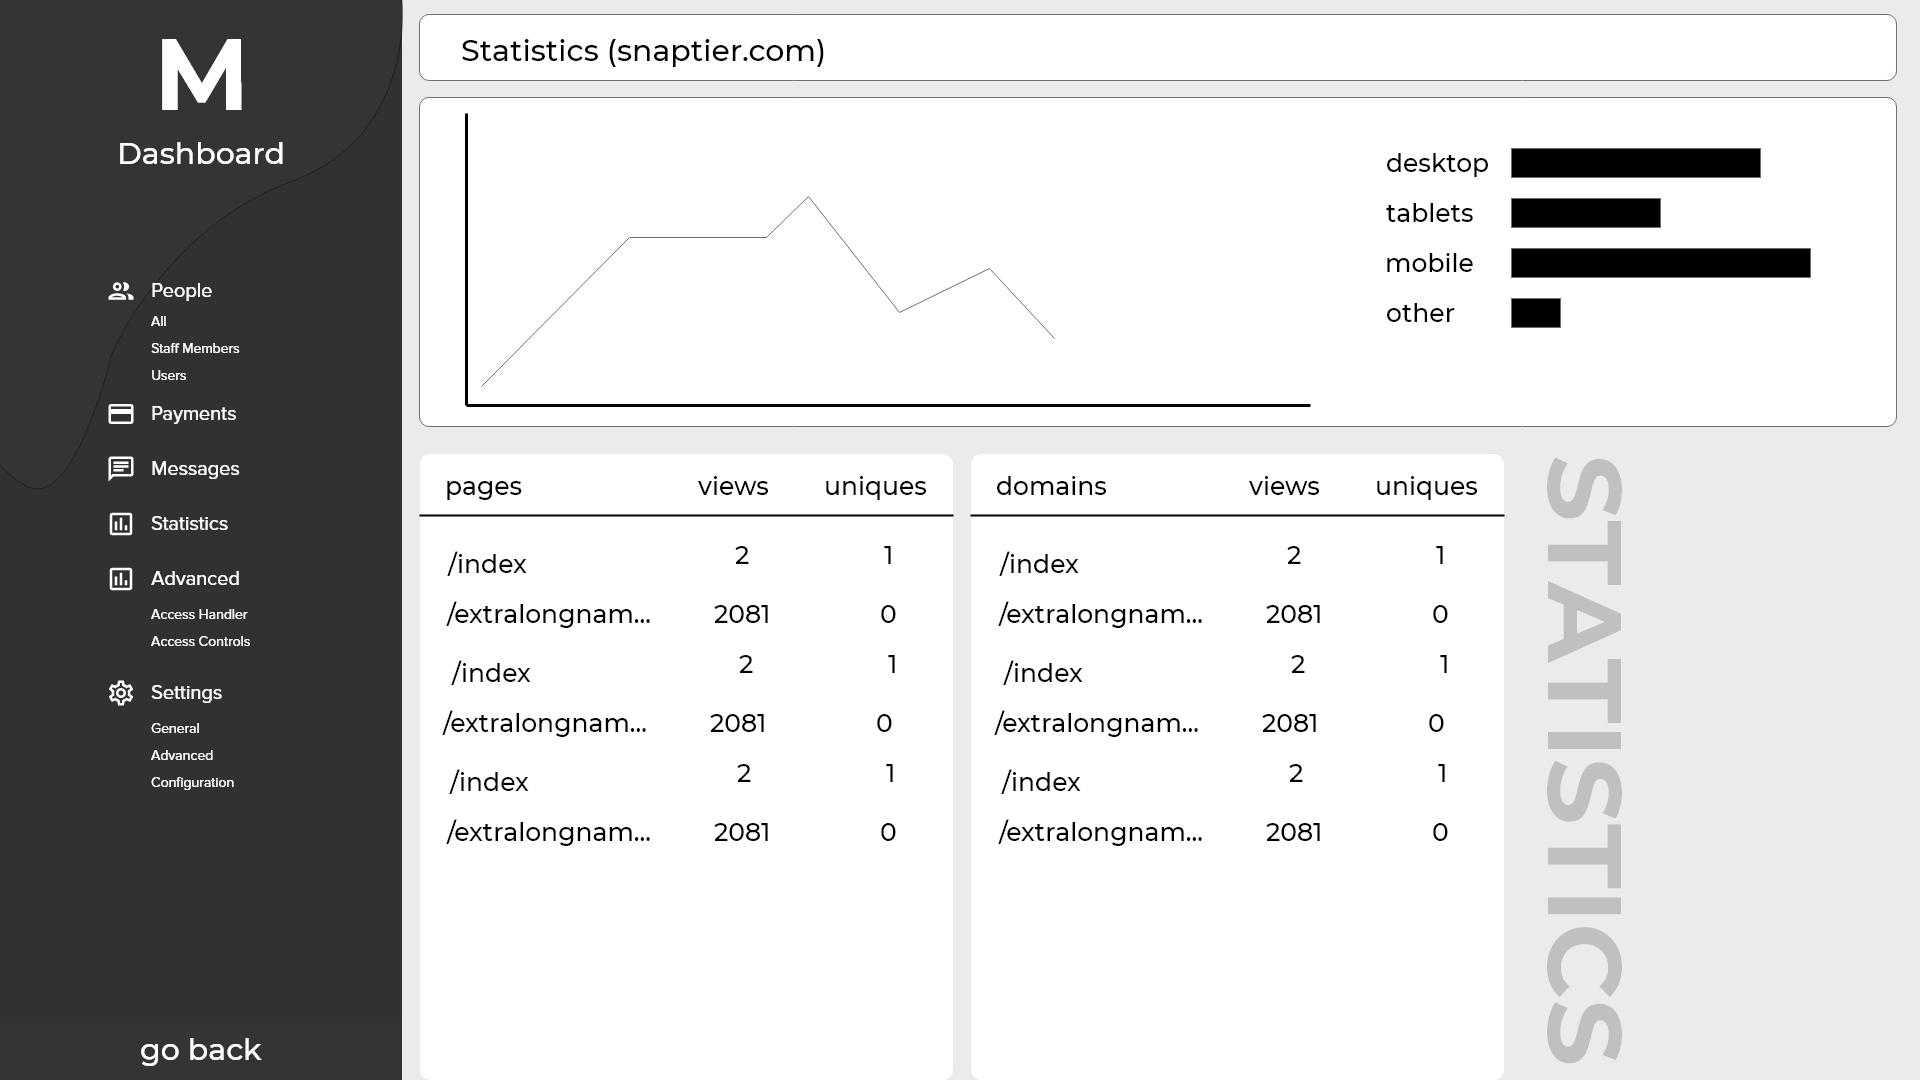 M
Dashboard
People
All
Staff Members
Users
Payments
Messages
Statistics
Advanced
Access Handler
Access Controls
Settings
General
Advanced
Configuration
go back
Statistics (snaptier.com)
desktop
tablets
mobile
other
pages views uniques
/index 2 1
/extralongnam... 2081 0
/index 2 1
/extralongnam... 2081 0
/index 2 1
/extralongnam... 2081 0
domains views uniques
/index 2 1
/extralongnam... 2081 0
/index 2 1
/extralongnam... 2081 0
/index 2 1
/extralongnam... 2081 0
STATISTICS